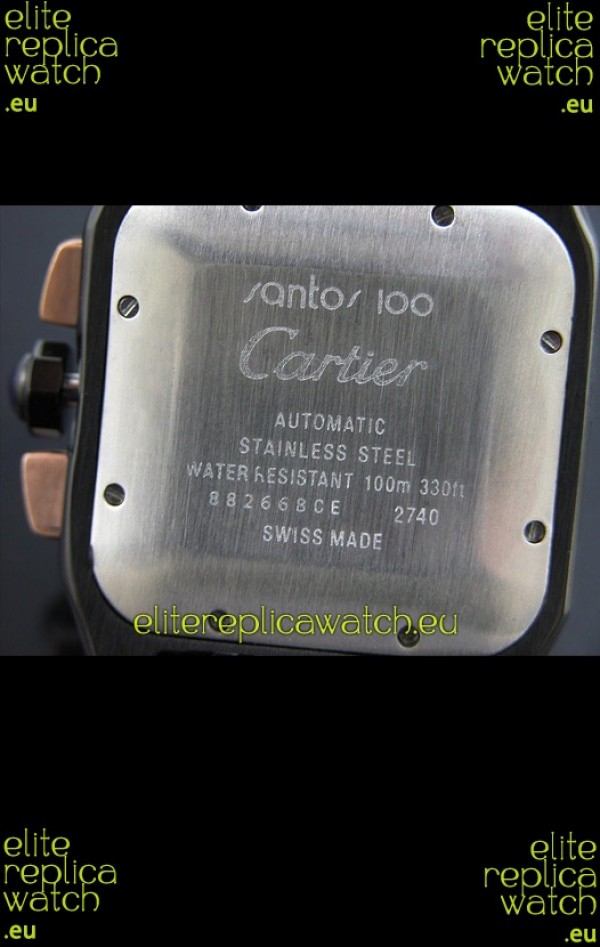 elite
replica
watch
.eu
elite
replica
watch
.eu
santos 100
Cartier
AUTOMATIC
STAINLESS STEEL
WATER RESISTANT 100m 330ft
882668CE 2740
SWISS MADE
elitereplicawatch.eu
elite
replica
watch
.eu
elite
replica
watch
.eu